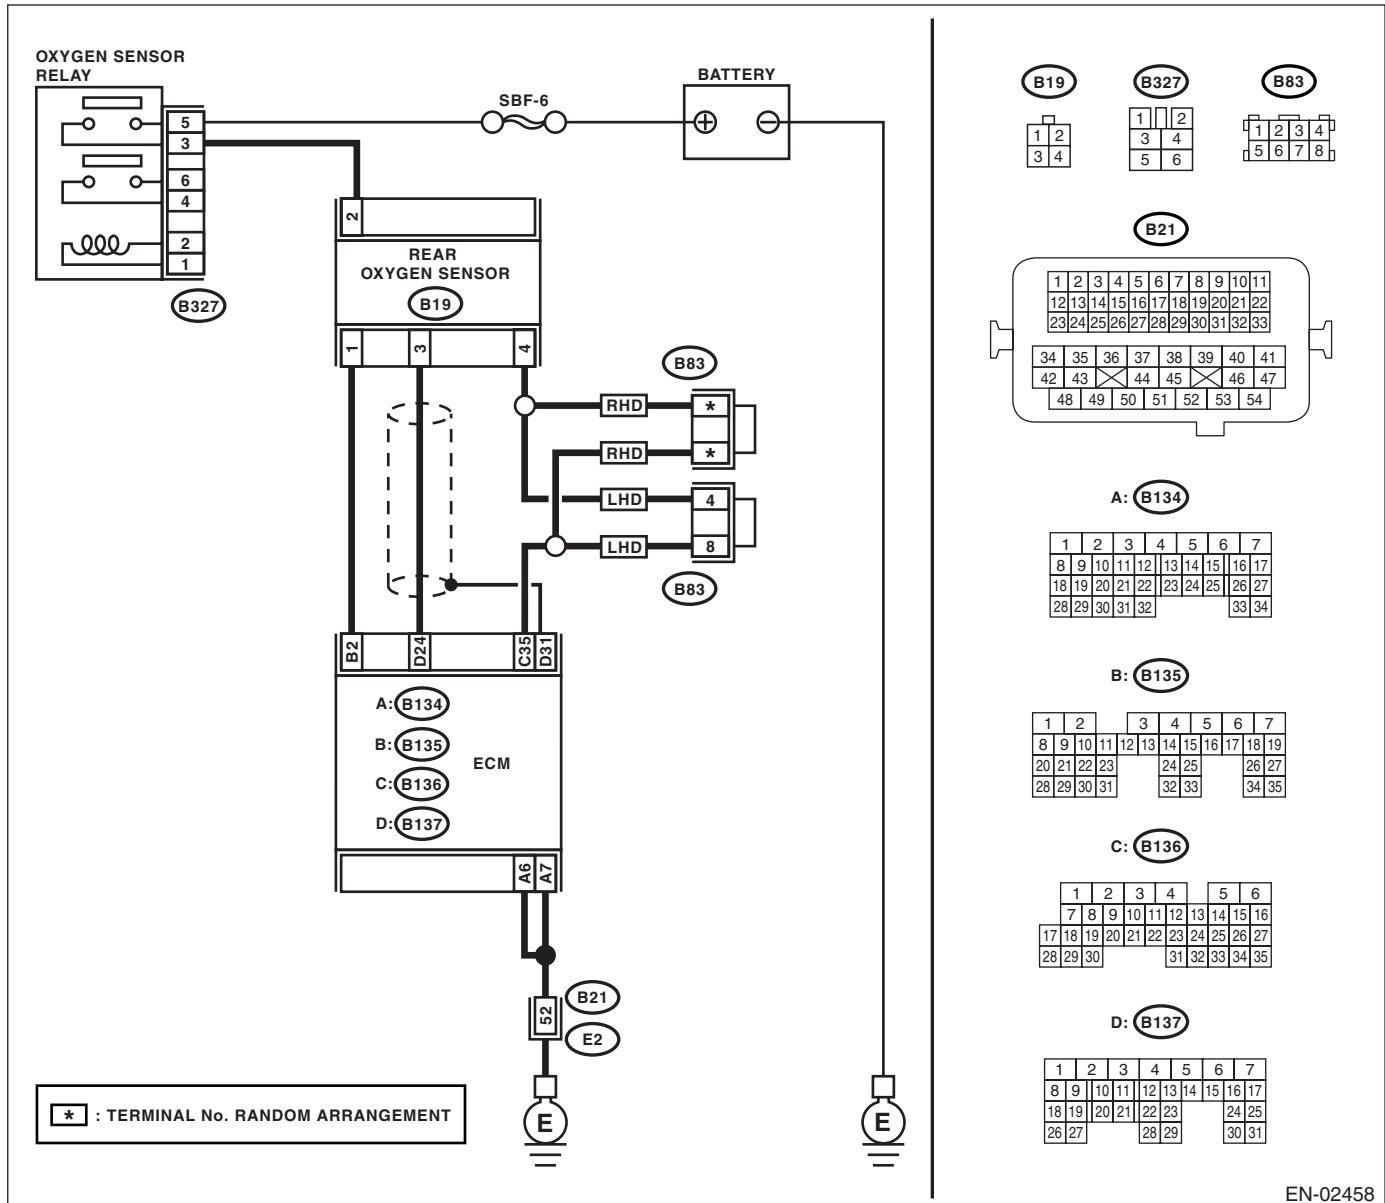 OXYGEN SENSOR
RELAY
5
3
6
4
2
1
B327
SBF-6
BATTERY
2
REAR
OXYGEN SENSOR
B19
1 3 4
B83
RHD *
RHD *
LHD 4
LHD 8
B83
B2 D24 C35 D31
A: B134
B: B135
C: B136
D: B137
ECM
A6 A7
52
B21
E2
E
E
* : TERMINAL No. RANDOM ARRANGEMENT
B19
1 2
3 4
B327
1 2
3 4
5 6
B83
1 2 3 4
5 6 7 8
B21
1 2 3 4 5 6 7 8 9 10 11
12 13 14 15 16 17 18 19 20 21 22
23 24 25 26 27 28 29 30 31 32 33
34 35 36 37 38 39 40 41
42 43 44 45 46 47
48 49 50 51 52 53 54
A: B134
1 2 3 4 5 6 7
8 9 10 11 12 13 14 15 16 17
18 19 20 21 22 23 24 25 26 27
28 29 30 31 32 33 34
B: B135
1 2 3 4 5 6 7
8 9 10 11 12 13 14 15 16 17 18 19
20 21 22 23 24 25 26 27
28 29 30 31 32 33 34 35
C: B136
1 2 3 4 5 6
7 8 9 10 11 12 13 14 15 16
17 18 19 20 21 22 23 24 25 26 27
28 29 30 31 32 33 34 35
D: B137
1 2 3 4 5 6 7
8 9 10 11 12 13 14 15 16 17
18 19 20 21 22 23 24 25
26 27 28 29 30 31
EN-02458